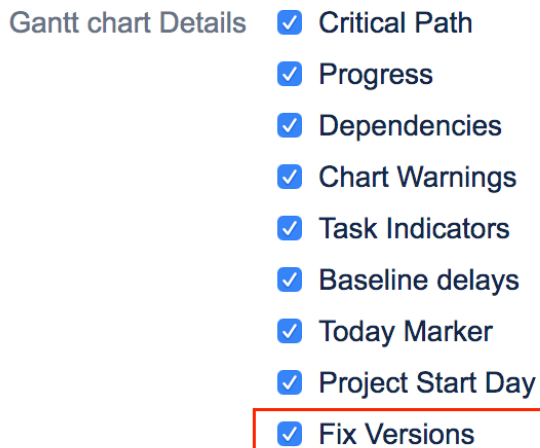 Gantt chart Details Critical Path
Progress
Dependencies
Chart Warnings
Task Indicators
Baseline delays
Today Marker
Project Start Day
Fix Versions